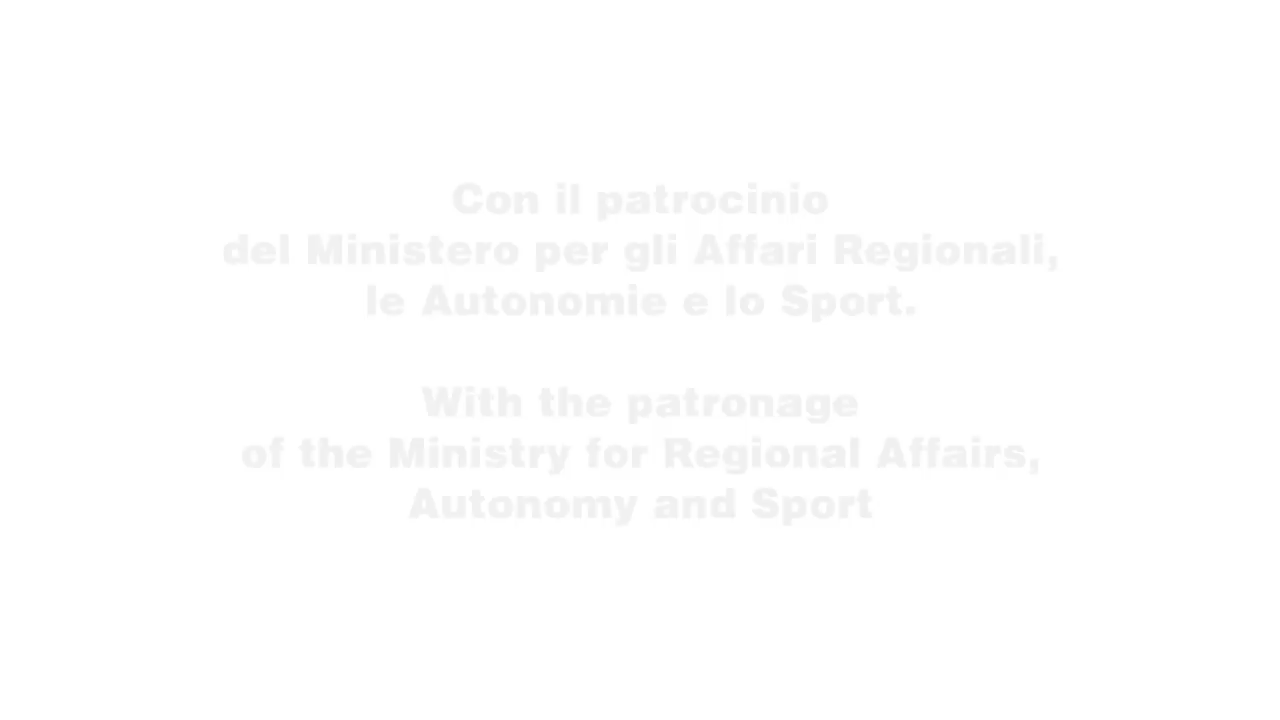 Con il patrocinio
del Ministero per gli Affari Regionali,
le Autonomie e lo Sport.
With the patronage
of the Ministry for Regional Affairs,
Autonomy and Sport